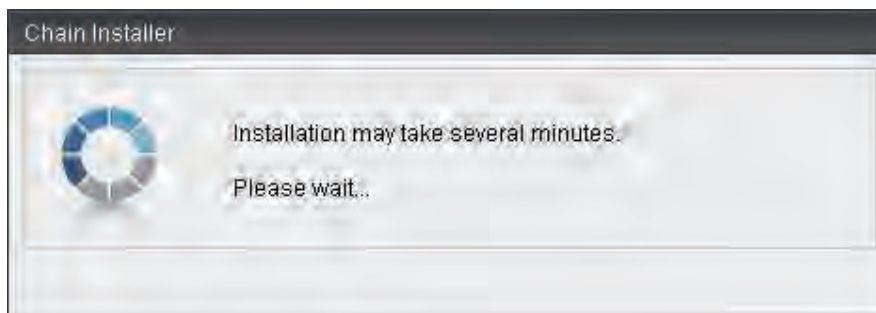 Chain Installer
Installation may take several minutes.
Please wait...